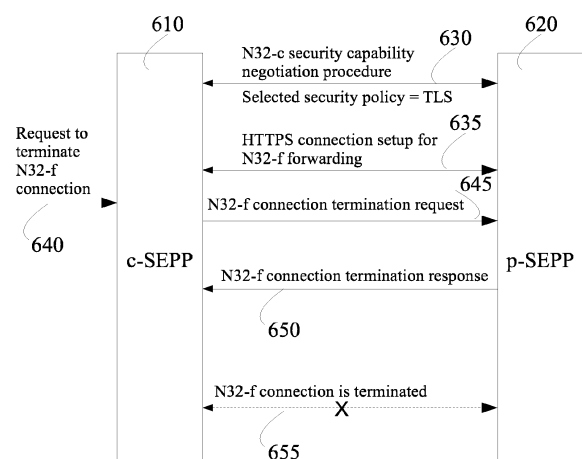 610
620
N32-c security capability
negotiation procedure
630
Selected security policy = TLS
635
HTTPS connection setup for
N32-f forwarding
Request to
terminate
N32-f
connection
645
N32-f connection termination request
640
c-SEPP
p-SEPP
N32-f connection termination response
650
N32-f connection is terminated
X
655